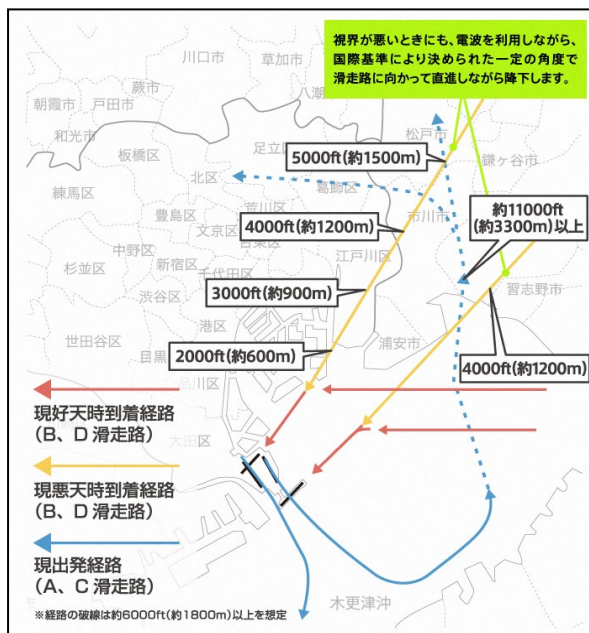 視界が悪いときにも、電波を利用しながら、
国際基準により決められた一定の角度で
滑走路に向かって直進しながら降下します。
川口市
草加市
蕨市
八潮
朝霞市
戸田市
和光市
松戸市
足立区
5000ft(約1500m)
鎌ヶ谷市
板橋区
北区
葛飾区
練馬区
豊島区
荒川区
4000ft(約1200m)
市川市
約11000ft
(約3300m)以上
文京区
台東区
中野区
新宿区
江戸川区
杉並区
千代田区
3000ft(約900m)
習志野市
渋谷区
港区
浦安市
世田谷区
目黒
2000ft(約600m)
4000ft(約1200m)
品川区
現好天時到着経路
(B、D 滑走路)
大田区
現悪天時到着経路
(B、D 滑走路)
現出発経路
(A、C 滑走路)
木更津沖
※経路の破線は約6000ft(約1800m)以上を想定